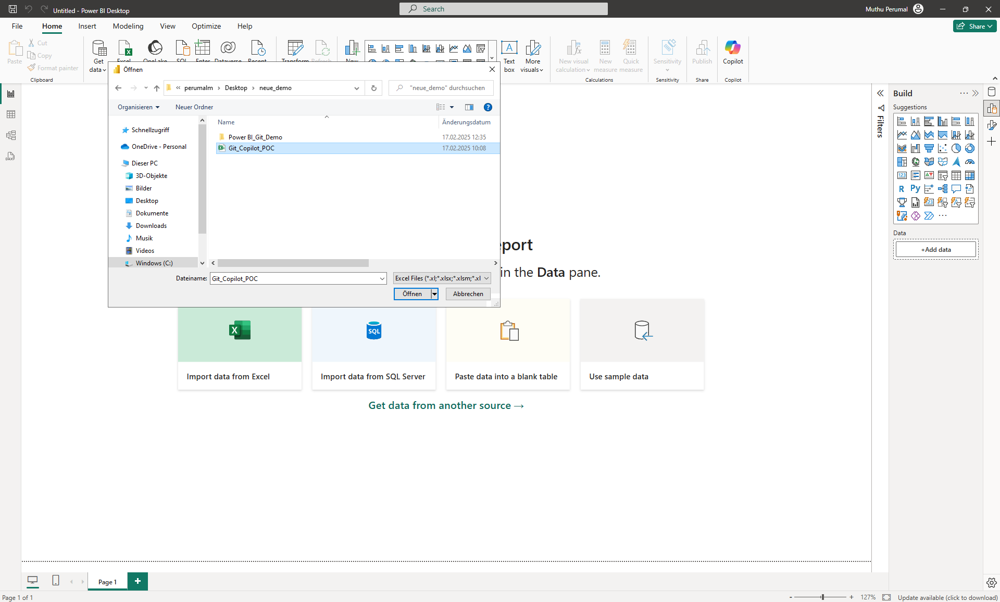 Untitled - Power BI Desktop
Search
Muthu Perumal
File Home Insert Modeling View Optimize Help
Share
Paste
Cut
Copy
Format painter
Clipboard
Get data
Excel
OneLake
SQL
Enter
Dataverse
Recent
Transform
Refresh
New
Text box
More visuals
New visual calculation
New measure
Quick measure
Calculations
Sensitivity
Sensitivity
Publish
Share
Copilot
Copilot
Öffnen
« perumalm › Desktop › neue_demo
"neue_demo" durchsuchen
Organisieren
Neuer Ordner
Schnellzugriff
OneDrive - Personal
Dieser PC
3D-Objekte
Bilder
Desktop
Dokumente
Downloads
Musik
Videos
Windows (C:)
Name Änderungsdatum
Power BI_Git_Demo 17.02.2025 12:35
Git_Copilot_POC 17.02.2025 10:08
Dateiname: Git_Copilot_POC
Excel Files (*.xl;*.xlsx;*.xlsm;*.xl
Öffnen
Abbrechen
eport
in the Data pane.
SQL
Import data from Excel
Import data from SQL Server
Paste data into a blank table
Use sample data
Get data from another source →
Filters
Build
Suggestions
123
R
Py
123
Data
+Add data
DAX
Page 1
+
Page 1 of 1
- + 127%
Update available (click to download)